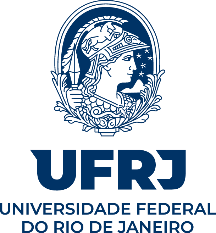 UFRJ
UNIVERSIDADE FEDERAL
DO RIO DE JANEIRO